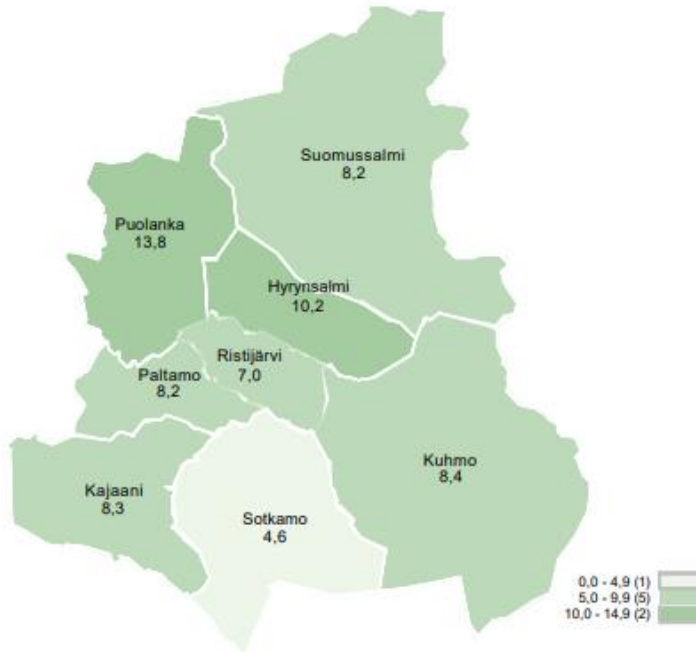 Suomussalmi
8,2
Puolanka
13,8
Hyrynsalmi
10,2
Ristijärvi
7,0
Paltamo
8,2
Kuhmo
8,4
Kajaani
8,3
Sotkamo
4,6
0,0 - 4,9 (1)
5,0 - 9,9 (5)
10,0 - 14,9 (2)